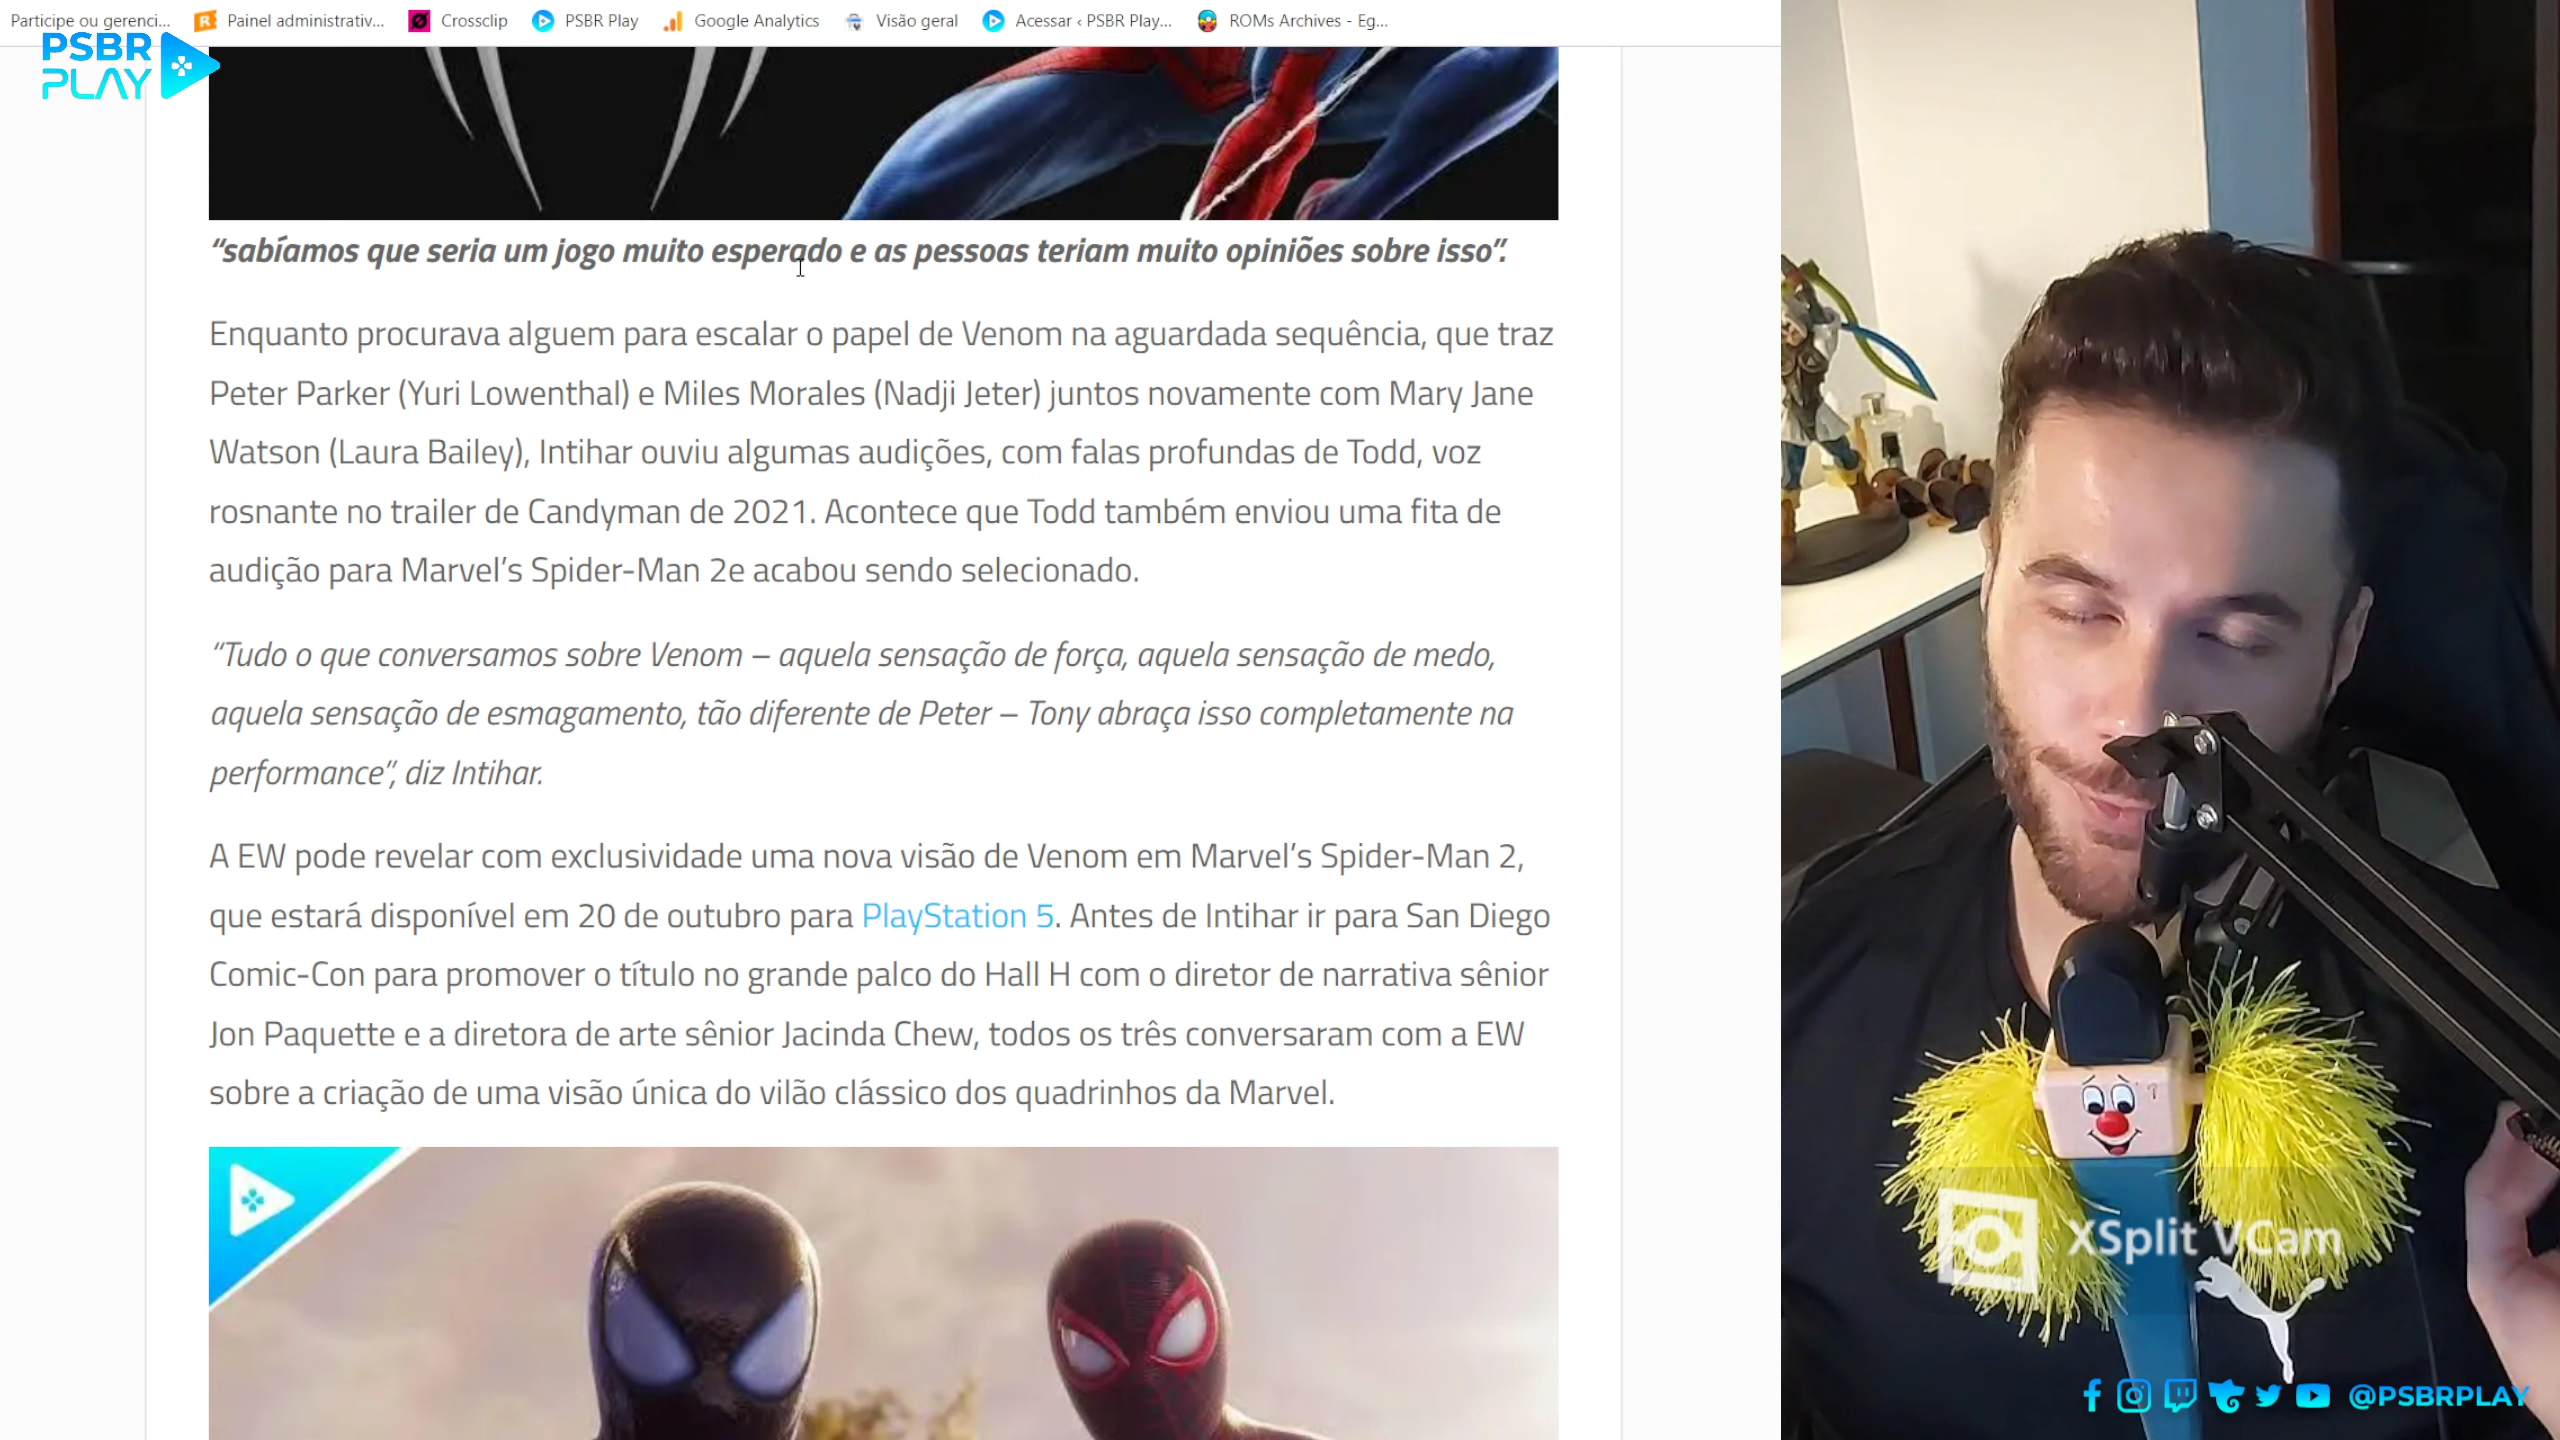 Participe ou gerenci...
Painel administrativ...
Crossclip
PSBR Play
Google Analytics
Visão geral
Acessar ‹ PSBR Play...
ROMs Archives - Eg...
PSBR
PLAY
“sabíamos que seria um jogo muito esperado e as pessoas teriam muito opiniões sobre isso”.
Enquanto procurava alguem para escalar o papel de Venom na aguardada sequência, que traz
Peter Parker (Yuri Lowenthal) e Miles Morales (Nadji Jeter) juntos novamente com Mary Jane
Watson (Laura Bailey), Intihar ouviu algumas audições, com falas profundas de Todd, voz
rosnante no trailer de Candyman de 2021. Acontece que Todd também enviou uma fita de
audição para Marvel’s Spider-Man 2e acabou sendo selecionado.
“Tudo o que conversamos sobre Venom – aquela sensação de força, aquela sensação de medo,
aquela sensação de esmagamento, tão diferente de Peter – Tony abraça isso completamente na
performance”, diz Intihar.
A EW pode revelar com exclusividade uma nova visão de Venom em Marvel’s Spider-Man 2,
que estará disponível em 20 de outubro para PlayStation 5. Antes de Intihar ir para San Diego
Comic-Con para promover o título no grande palco do Hall H com o diretor de narrativa sênior
Jon Paquette e a diretora de arte sênior Jacinda Chew, todos os três conversaram com a EW
sobre a criação de uma visão única do vilão clássico dos quadrinhos da Marvel.
XSplit VCam
@PSBRPLAY